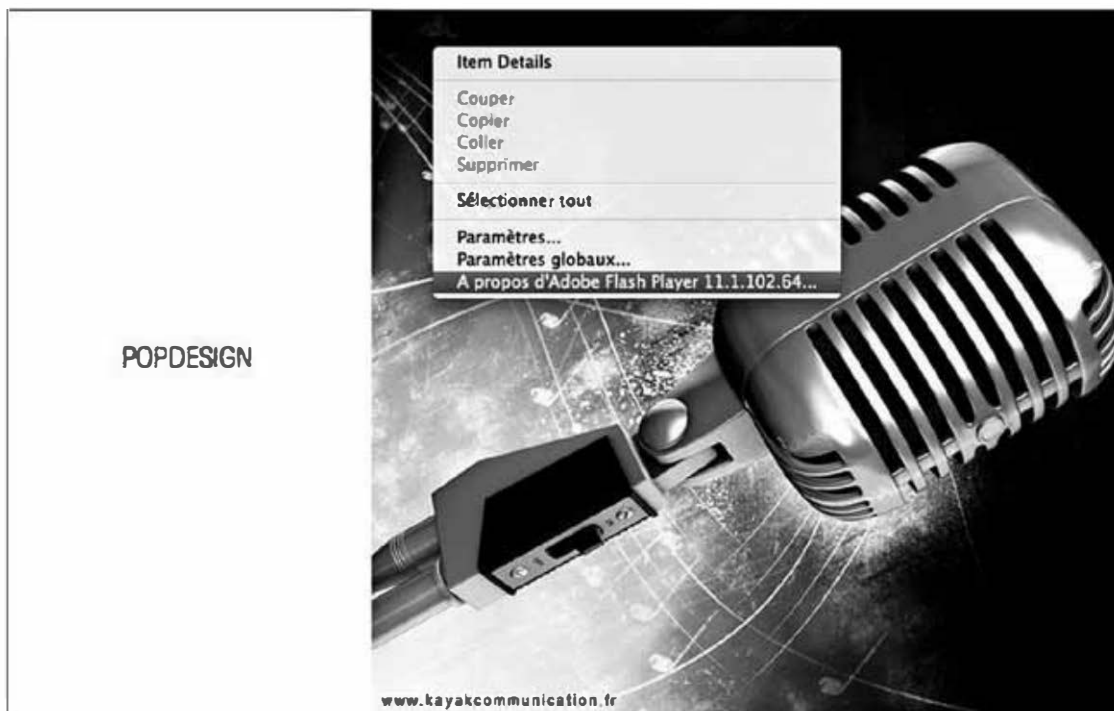 POPDESIGN
Item Details
Couper
Copier
Coller
Supprimer
Sélectionner tout
Paramètres...
Paramètres globaux...
A propos d'Adobe Flash Player 11.1.102.64...
www.kayakcommunication.fr